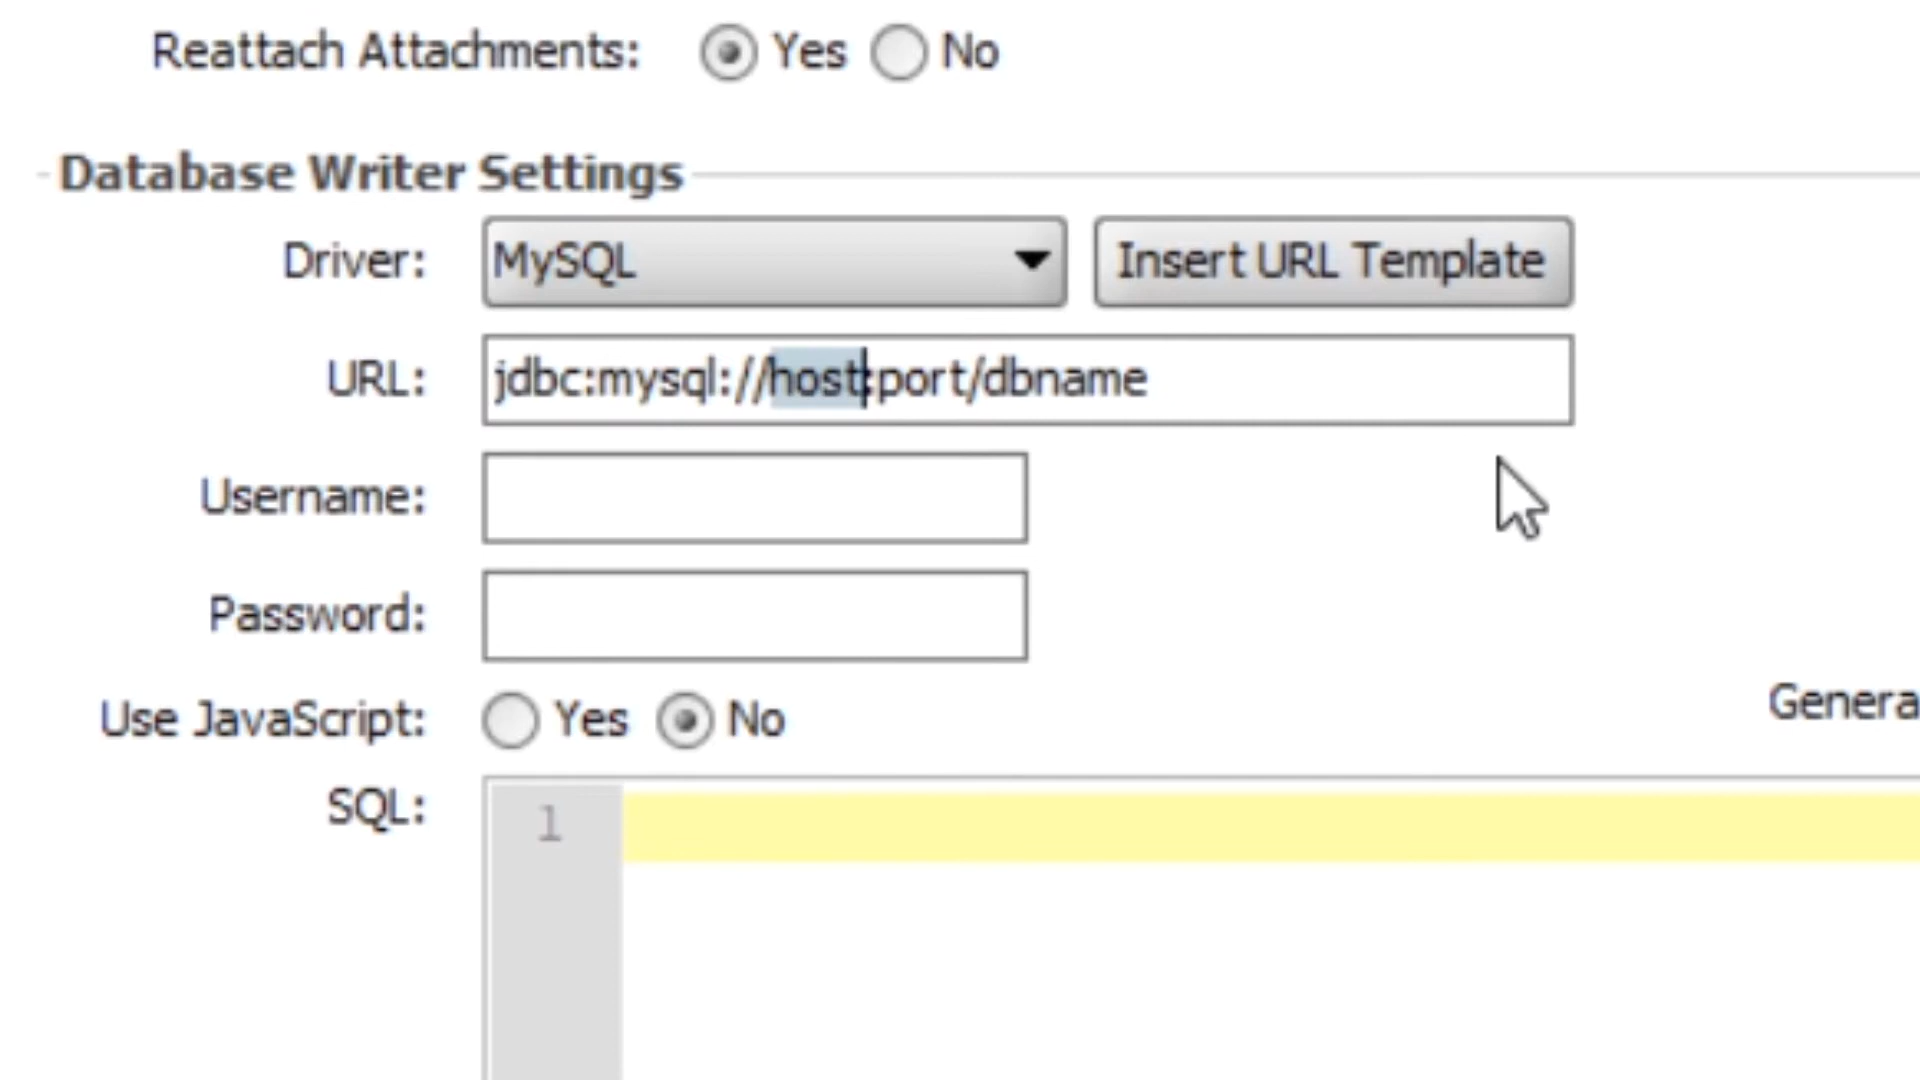 Reattach Attachments: Yes No
Database Writer Settings
Driver: MySQL Insert URL Template
URL: jdbc:mysql://host:port/dbname
Username:
Password:
Use JavaScript: Yes No
Genera
SQL: 1